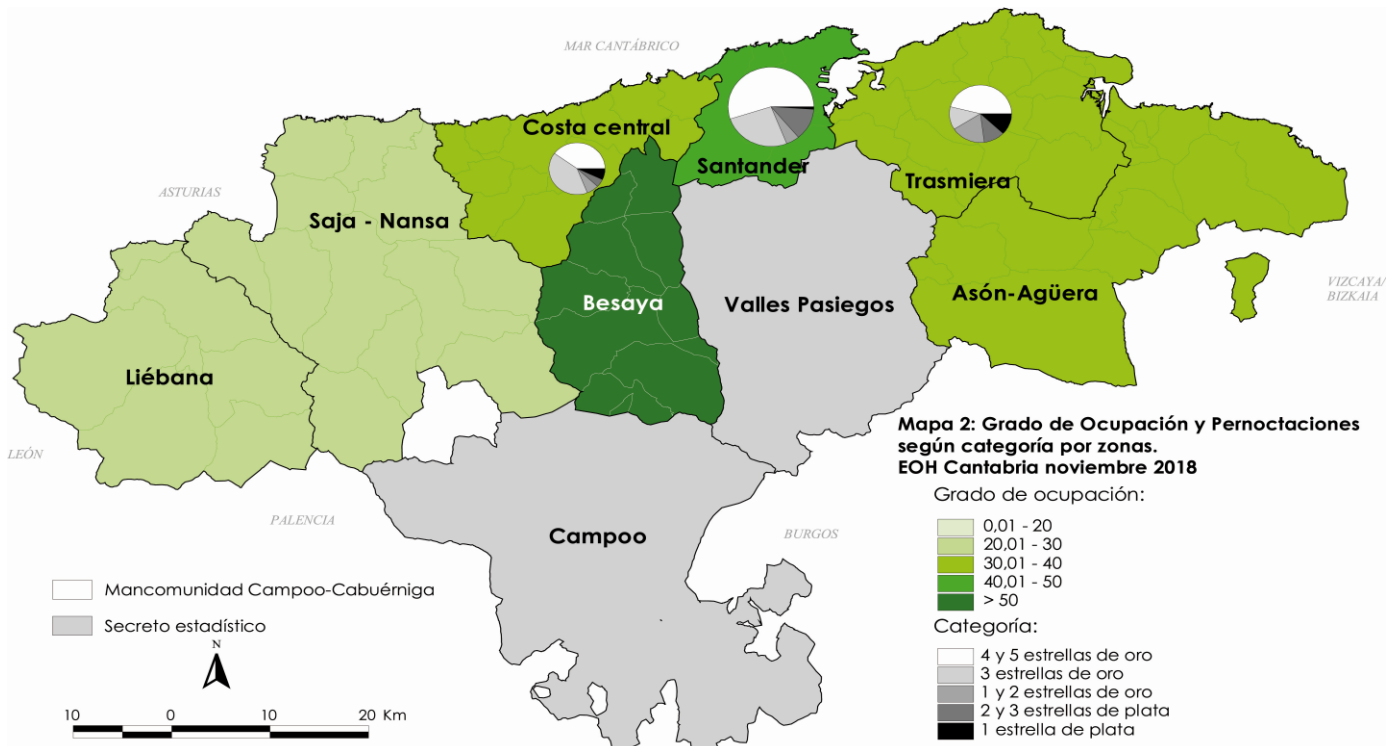 MAR CANTÁBRICO
Costa central
Santander
Trasmiera
ASTURIAS
Saja - Nansa
Besaya
Valles Pasiegos
Asón-Agüera
VIZCAYA/
BIZKAIA
Liébana
LEÓN
PALENCIA
Campoo
BURGOS
Mapa 2: Grado de Ocupación y Pernoctaciones
según categoría por zonas.
EOH Cantabria noviembre 2018
Grado de ocupación:
0,01 - 20
20,01 - 30
30,01 - 40
40,01 - 50
> 50
Categoría:
4 y 5 estrellas de oro
3 estrellas de oro
1 y 2 estrellas de oro
2 y 3 estrellas de plata
1 estrella de plata
Mancomunidad Campoo-Cabuérniga
Secreto estadístico
N
10 0 10 20 Km